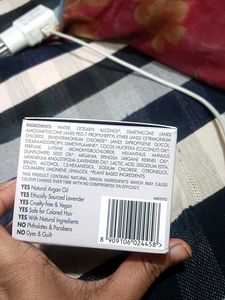 INGREDIENTS: WATER, CETEARYL ALCOHOL*, DIMETHICONE (AND)
AMODIMETHICONE (AND) PEG-7 PROPYLHEPTYL ETHER (AND) CETRIMONIUM
CHLORIDE, BEHENTRIMONIUM CHLORIDE* (AND) DIPROPYLENE GLYCOL,
STEARAMIDOPROPYL DIMETHYLAMINE*, COCOS NUCIFERA (COCONUT) OIL*,
PERFUME, L-LYSINE MONOHYDROCHLORIDE, HELIANTHUS ANNUUS
(SUNFLOWER) SEED OIL*, ARGANIA SPINOSA (ARGAN) KERNEL OIL*,
LAVANDULA ANGUSTIFOLIA (LAVENDER) OIL*, LACTIC ACID, DISODIUM EDTA,
BENZYL ALCOHOL, 1,2-HEXANEDIOL, SODIUM CHLORIDE, CITRONELLOL,
COUMARIN, LIMONENE, LINALOOL. *PLANT BASED INGREDIENTS
THIS PRODUCT CONTAINS NATURAL ORIGIN INGREDIENTS WHICH MAY CAUSE
COLOUR CHANGE OVER TIME WITH NO COMPROMISE ON EFFICACY
YES Natural Argan Oil
YES Ethically Sourced Lavender
YES Cruelty free & Vegan
YES Safe for Colored Hair
YES With Natural Ingredients
NO Phthalates & Parabens
NO Dyes & Guilt
8 909106 024458 >